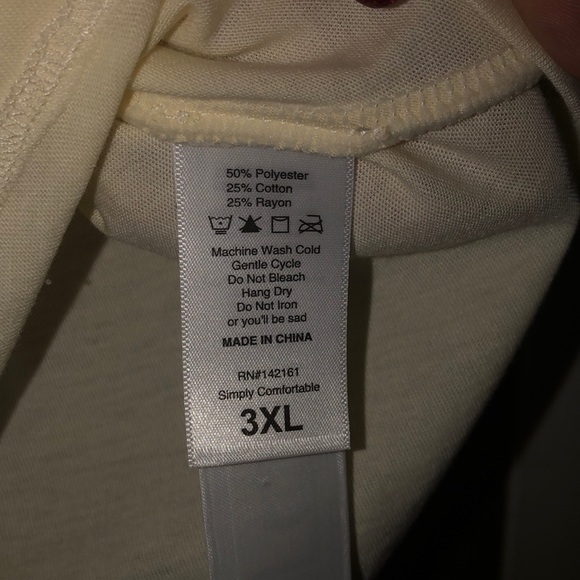 50% Polyester
25% Cotton
25% Rayon
Machine Wash Cold
Gentle Cycle
Do Not Bleach
Hang Dry
Do Not Iron
or you'll be sad
MADE IN CHINA
RN#142161
Simply Comfortable
3XL